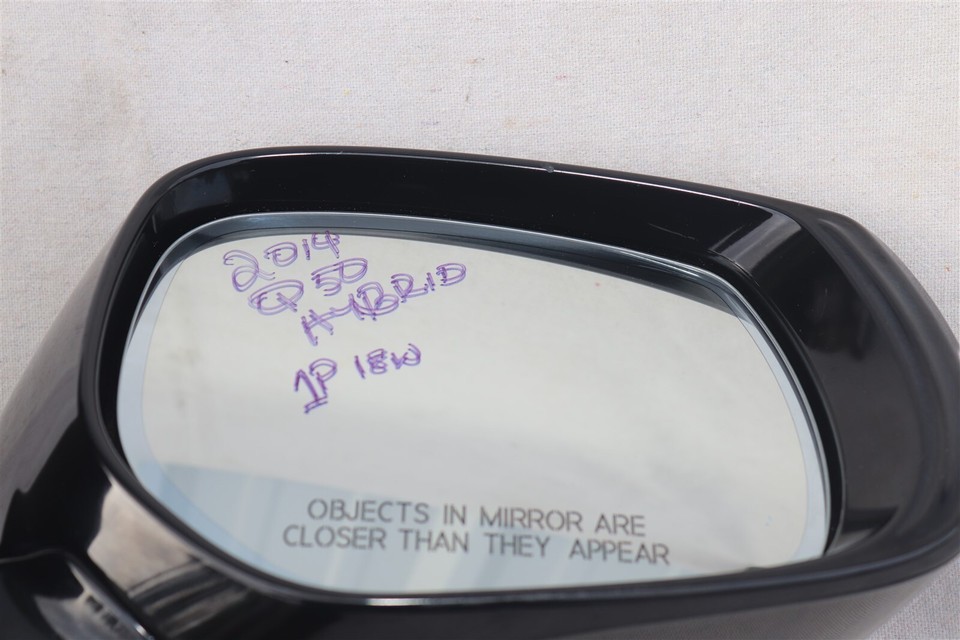 2014
Q50
HYBRID
1P 18W
OBJECTS IN MIRROR ARE
CLOSER THAN THEY APPEAR